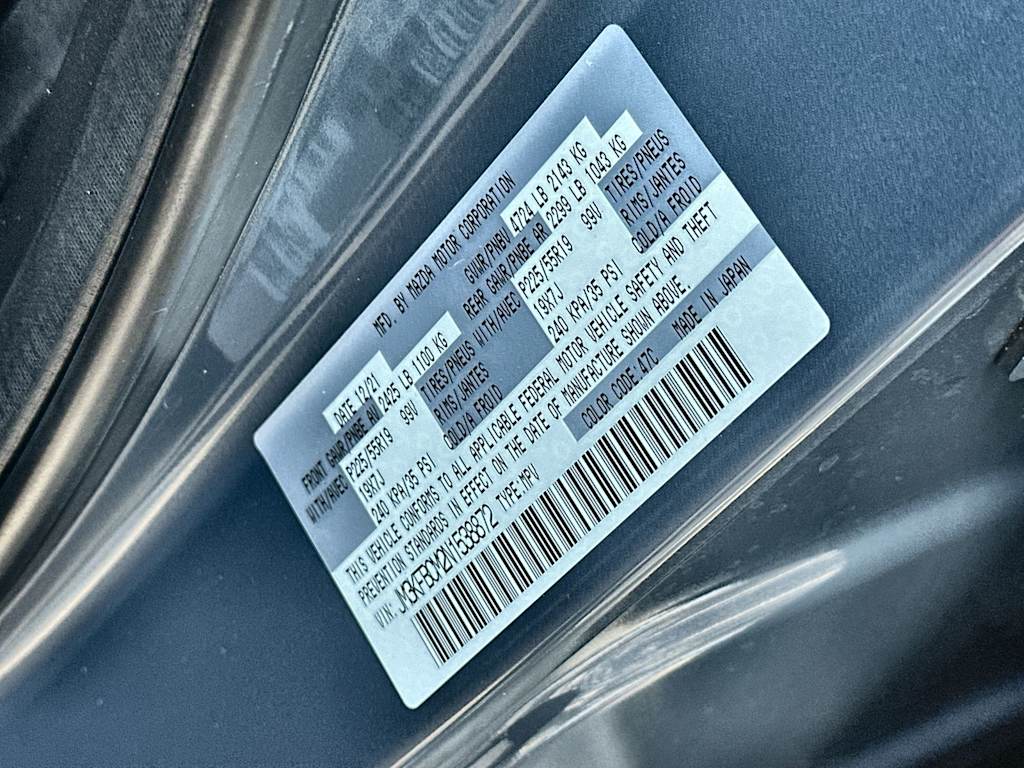 MFD. BY MAZDA MOTOR CORPORATION
DATE 12/21 GVWR/PNBV 4724 LB 2143 KG
FRONT GAWR/PNBE AV 2425 LB 1100 KG REAR GAWR/PNBE AR 2299 LB 1043 KG
WITH/AVEC P225/55R19 99V TIRES/PNEUS WITH/AVEC P225/55R19 99V TIRES/PNEUS
19X7J RIMS/JANTES 19X7J RIMS/JANTES
240 KPA/35 PSI COLD/A FROID 240 KPA/35 PSI COLD/A FROID
THIS VEHICLE CONFORMS TO ALL APPLICABLE FEDERAL MOTOR VEHICLE SAFETY AND THEFT
PREVENTION STANDARDS IN EFFECT ON THE DATE OF MANUFACTURE SHOWN ABOVE.
VIN: JM3KFBCM2N1538872 TYPE:MPV COLOR CODE:47C MADE IN JAPAN